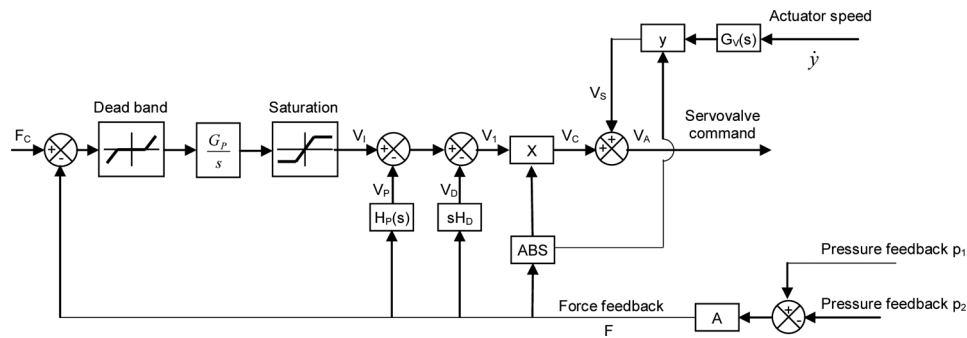 Actuator speed
y
G_V(s)
ẏ
V_S
Dead band
Saturation
Servovalve
command
F_C
+
-
G_P
s
V_I
+
-
+
-
V_1
X
V_C
+
+
V_A
V_P
V_D
H_P(s)
sH_D
ABS
Pressure feedback p_1
Force feedback
F
A
+
-
Pressure feedback p_2